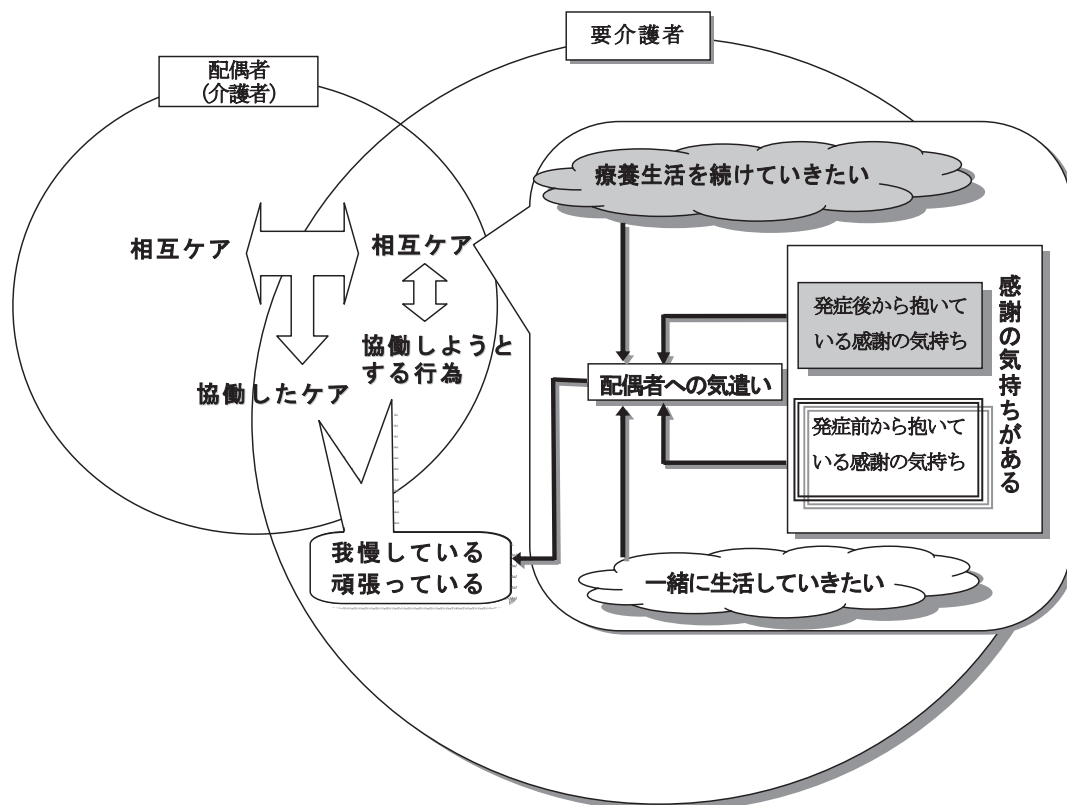 要介護者
配偶者
(介護者)
療養生活を続けていきたい
相互ケア
相互ケア
発症後から抱いて
いる感謝の気持ち
感謝の気持ちがある
協働しようと
する行為
配偶者への気遣い
協働したケア
発症前から抱いて
いる感謝の気持ち
我慢している
頑張っている
一緒に生活していきたい